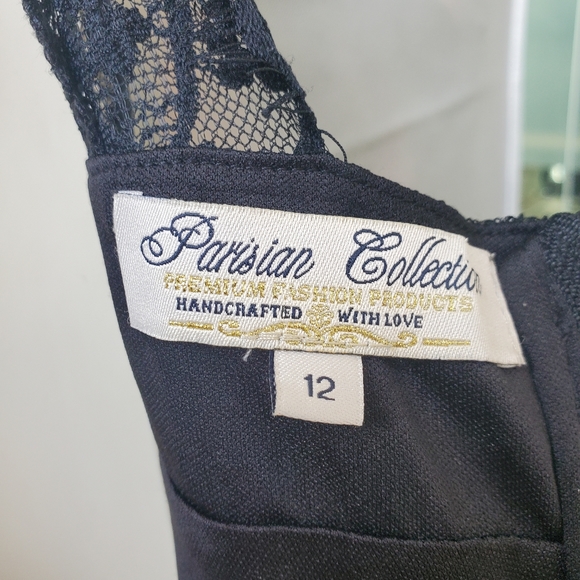 Parisian Collection
PREMIUM FASHION PRODUCTS
HANDCRAFTED WITH LOVE
12